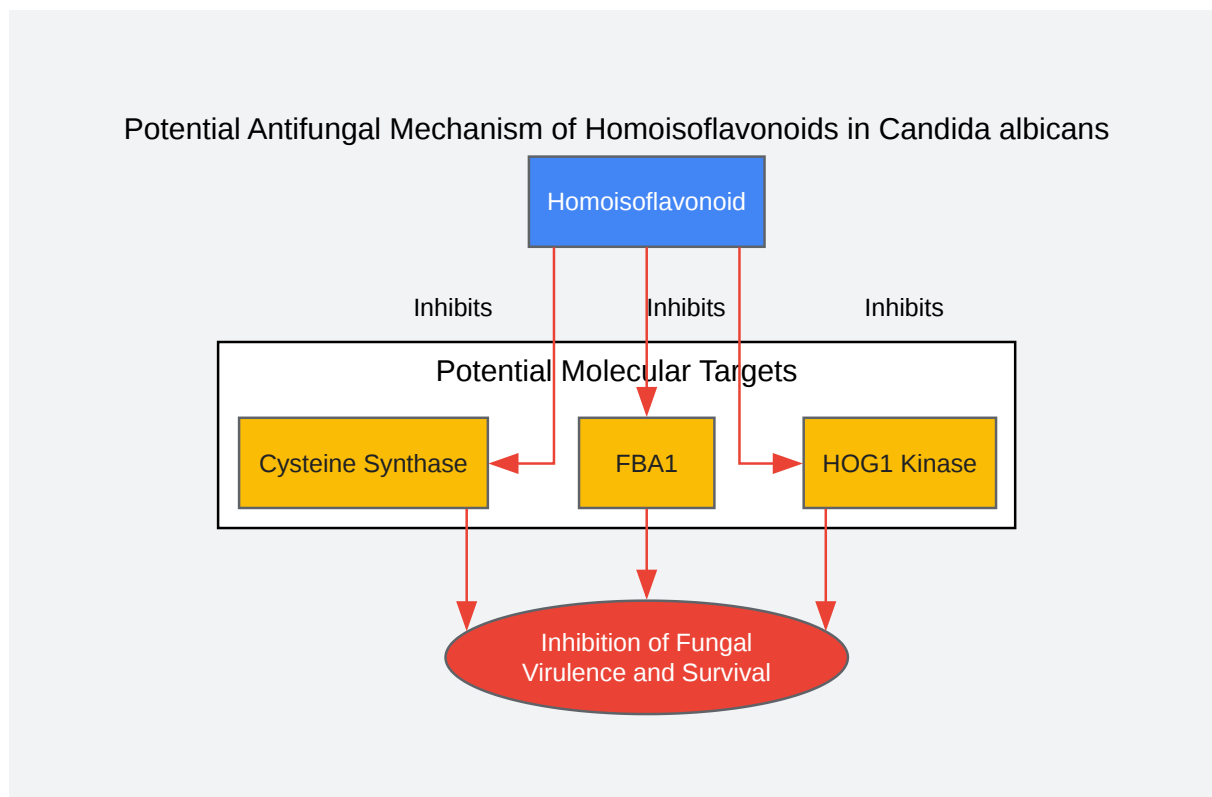 Potential Antifungal Mechanism of Homoisoflavonoids in Candida albicans
Homoisoflavonoid
Inhibits
Inhibits
Inhibits
Potential Molecular Targets
Cysteine Synthase
FBA1
HOG1 Kinase
Inhibition of Fungal
Virulence and Survival